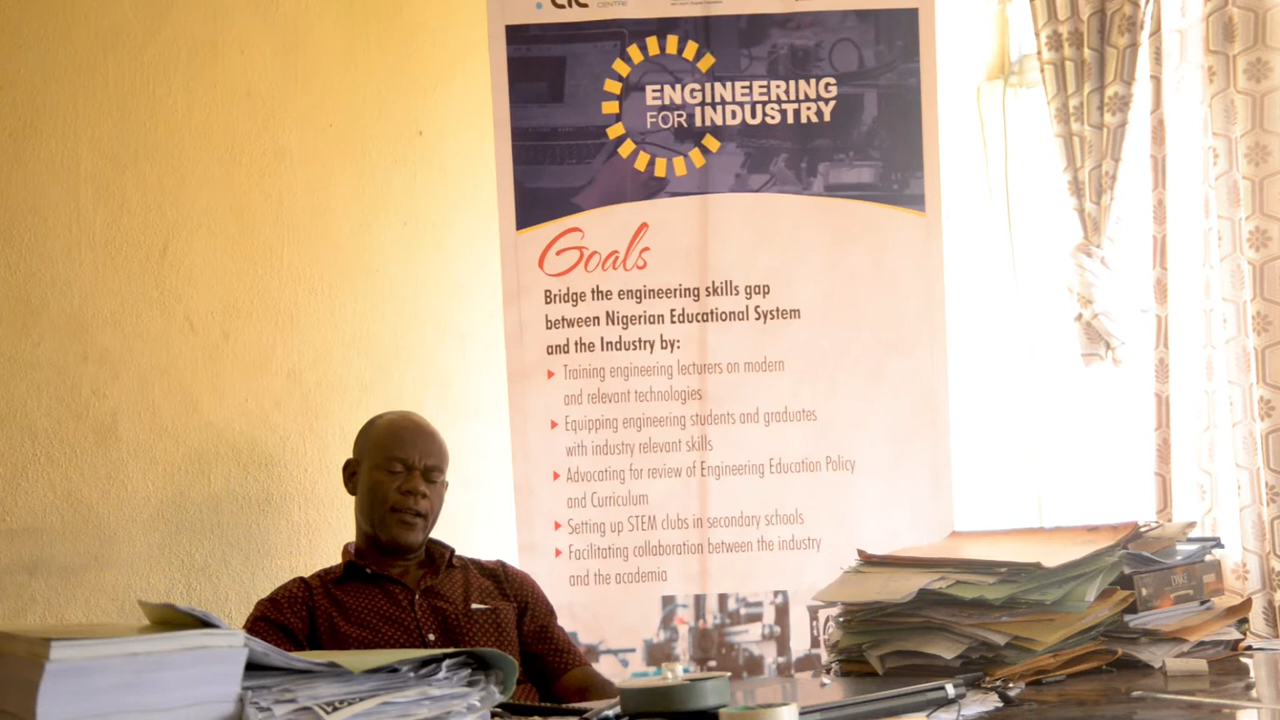 CENTRE
ENGINEERING
FOR INDUSTRY
Goals
Bridge the engineering skills gap
between Nigerian Educational System
and the Industry by:
Training engineering lecturers on modern
and relevant technologies
Equipping engineering students and graduates
with industry relevant skills
Advocating for review of Engineering Education Policy
and Curriculum
Setting up STEM clubs in secondary schools
Facilitating collaboration between the industry
and the academia